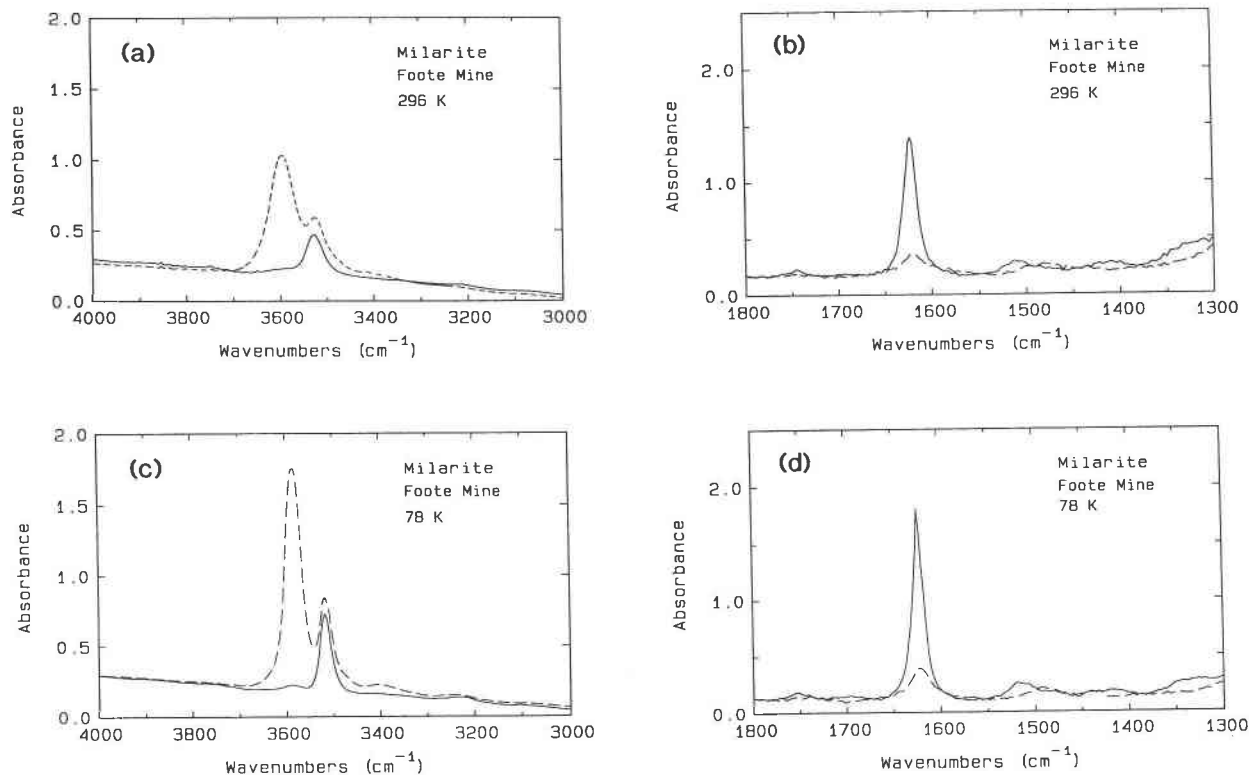 (a)
Milarite
Foote Mine
296 K
2.0
1.5
1.0
0.5
0.0
Absorbance
4000 3800 3600 3400 3200 3000
Wavenumbers (cm⁻¹)
(b)
Milarite
Foote Mine
296 K
2.0
1.0
0.0
Absorbance
1800 1700 1600 1500 1400 1300
Wavenumbers (cm⁻¹)
(c)
Milarite
Foote Mine
78 K
2.0
1.5
1.0
0.5
0.0
Absorbance
4000 3800 3600 3400 3200 3000
Wavenumbers (cm⁻¹)
(d)
Milarite
Foote Mine
78 K
2.0
1.0
0.0
Absorbance
1800 1700 1600 1500 1400 1300
Wavenumbers (cm⁻¹)